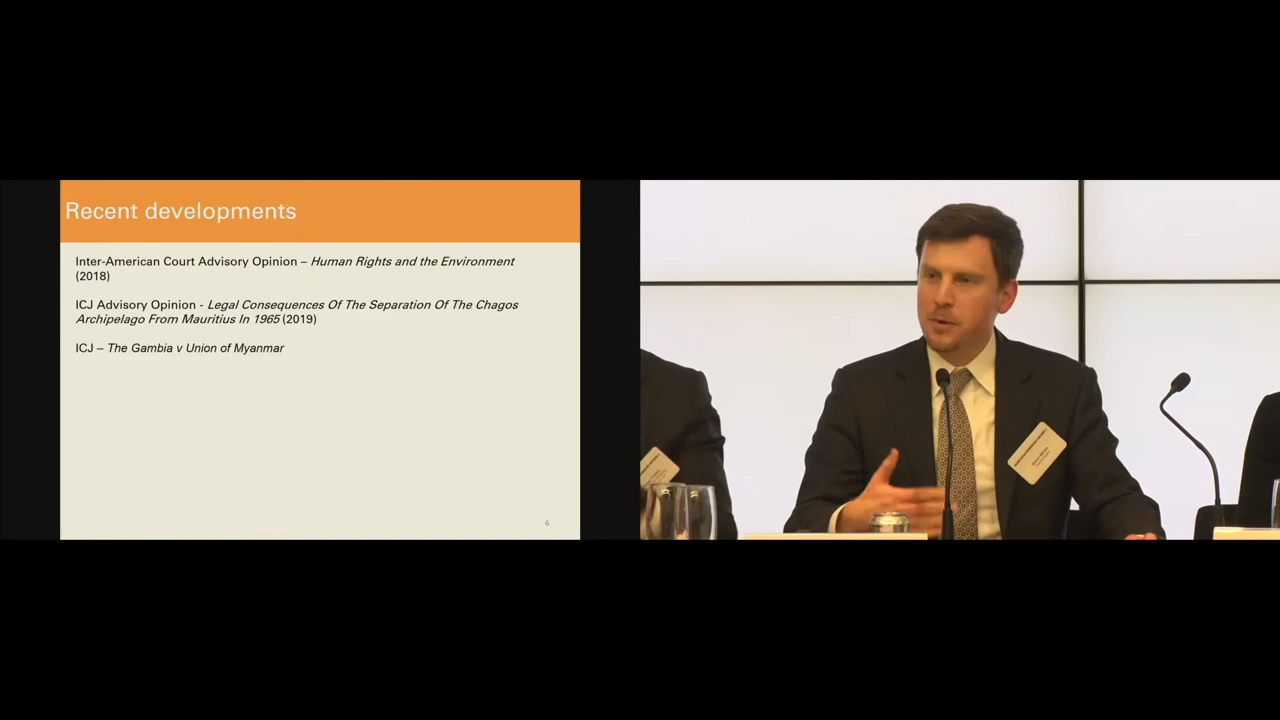 Recent developments
Inter-American Court Advisory Opinion – Human Rights and the Environment
(2018)
ICJ Advisory Opinion - Legal Consequences Of The Separation Of The Chagos
Archipelago From Mauritius In 1965 (2019)
ICJ – The Gambia v Union of Myanmar
6